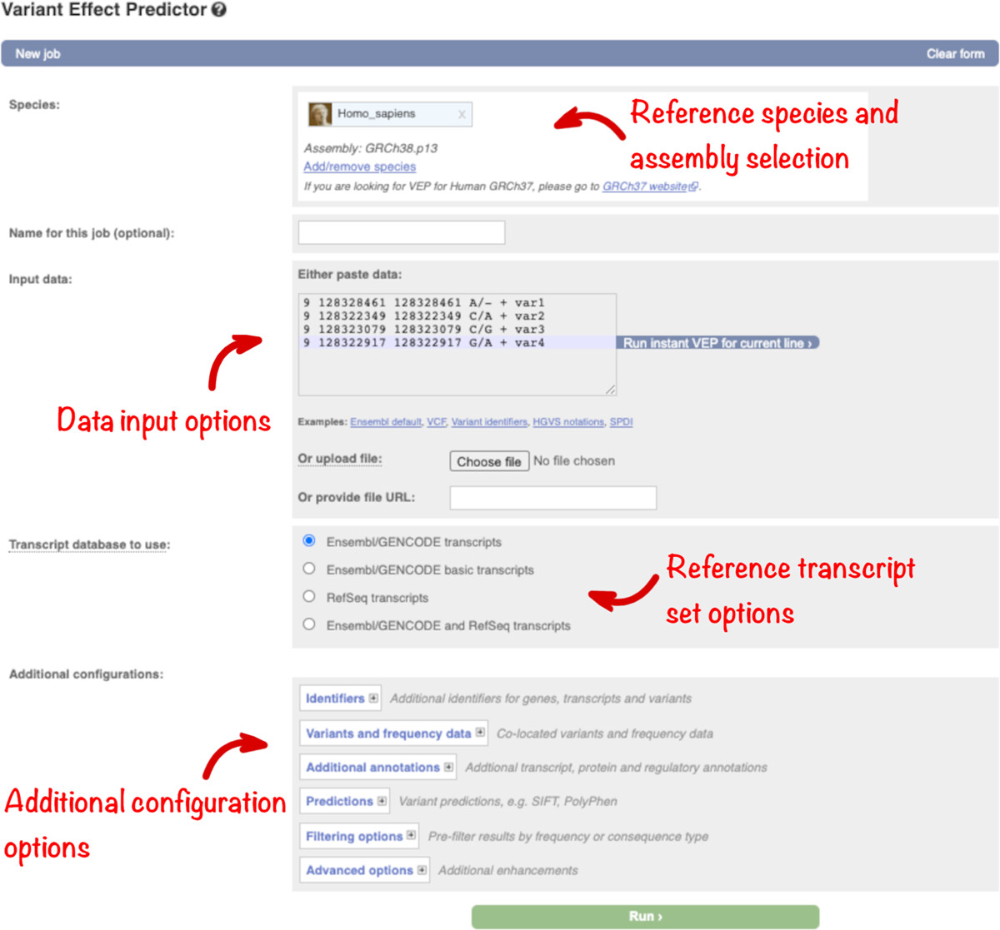 Variant Effect Predictor ?
New job
Clear form
Species:
Homo_sapiens x
Reference species and
assembly selection
Assembly: GRCh38.p13
Add/remove species
If you are looking for VEP for Human GRCh37, please go to GRCh37 website.
Name for this job (optional):
Input data:
Either paste data:
9 128328461 128328461 A/- + var1
9 128322349 128322349 C/A + var2
9 128323079 128323079 C/G + var3
9 128322917 128322917 G/A + var4
Run instant VEP for current line ›
Data input options
Examples: Ensembl default, VCF, Variant identifiers, HGVS notations, SPDI
Or upload file:
Choose file No file chosen
Or provide file URL:
Transcript database to use:
Ensembl/GENCODE transcripts
Ensembl/GENCODE basic transcripts
RefSeq transcripts
Ensembl/GENCODE and RefSeq transcripts
Reference transcript
set options
Additional configurations:
Identifiers + Additional identifiers for genes, transcripts and variants
Variants and frequency data + Co-located variants and frequency data
Additional annotations + Addtional transcript, protein and regulatory annotations
Predictions + Variant predictions, e.g. SIFT, PolyPhen
Filtering options + Pre-filter results by frequency or consequence type
Advanced options + Additional enhancements
Additional configuration
options
Run ›